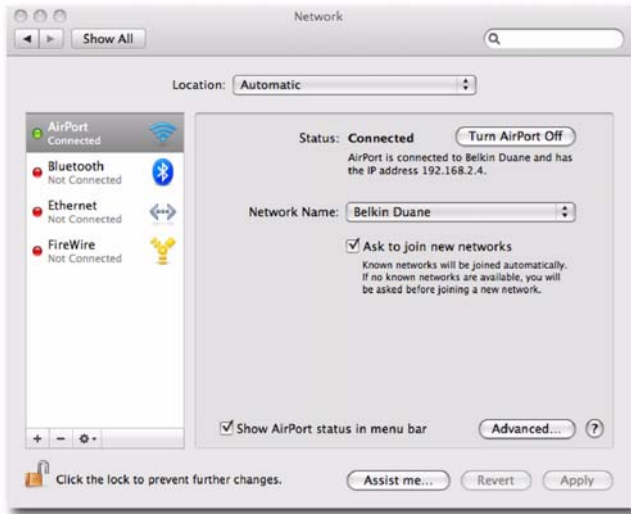 Network
Show All
Location: Automatic
AirPort
Connected
Bluetooth
Not Connected
Ethernet
Not Connected
FireWire
Not Connected
Status: Connected Turn AirPort Off
AirPort is connected to Belkin Duane and has
the IP address 192.168.2.4.
Network Name: Belkin Duane
Ask to join new networks
Known networks will be joined automatically.
If no known networks are available, you will
be asked before joining a new network.
Show AirPort status in menu bar Advanced... ?
Click the lock to prevent further changes. Assist me... Revert Apply